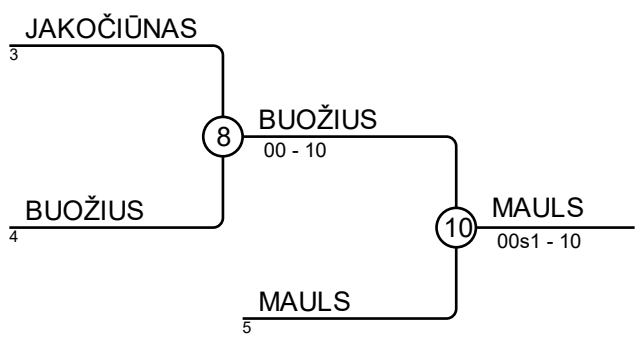 JAKOČIŪNAS
3
8
BUOŽIUS
00 - 10
BUOŽIUS
4
10
MAULS
00s1 - 10
MAULS
5